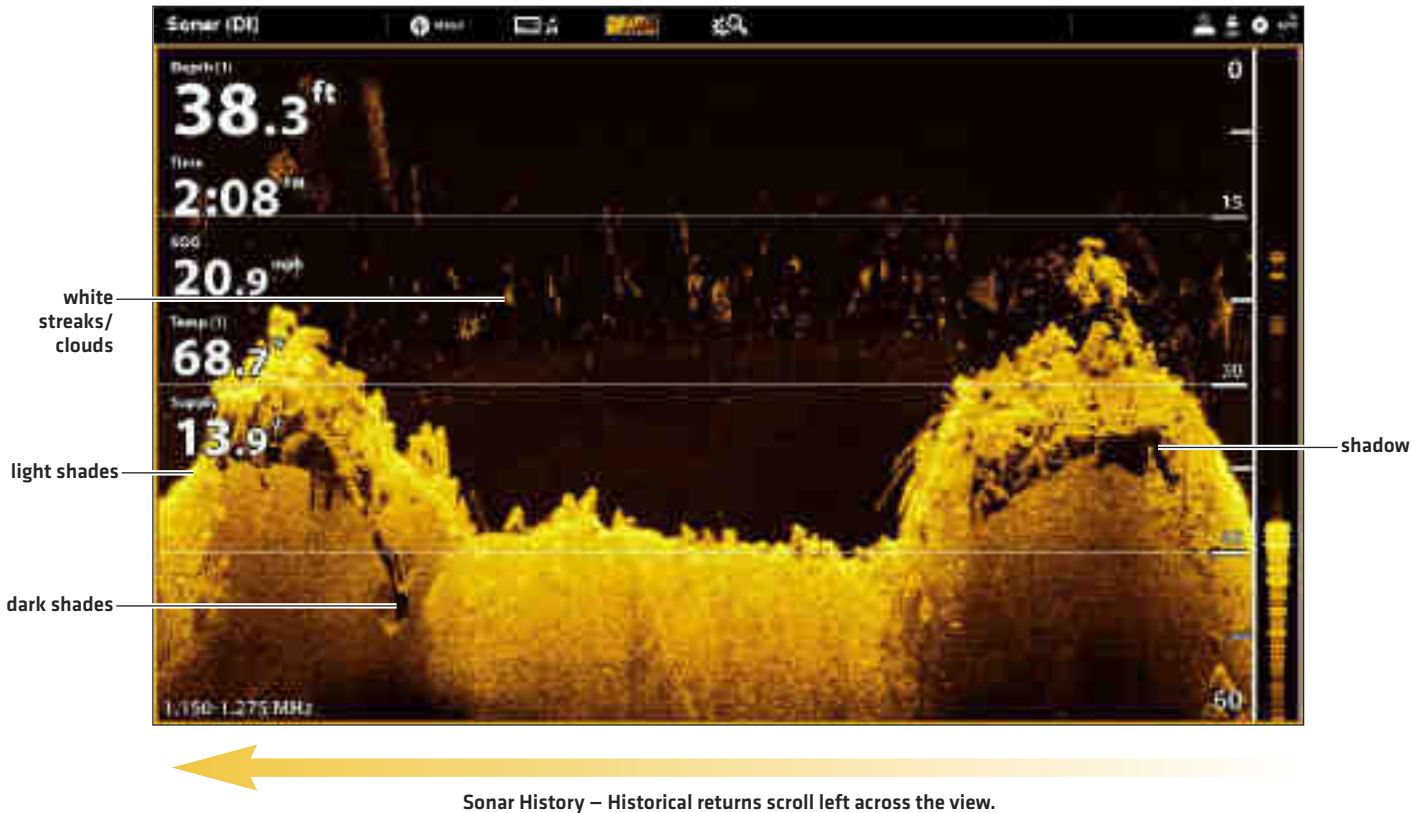 Sonar (DI)
Depth (1)
38.3 ft
0
Time
2:08 PM
15
SOG
20.9 mph
white
streaks/
clouds
Temp (1)
68.7
30
Supply
13.9
light shades
shadow
dark shades
1.150-1.275 MHz
60
Sonar History – Historical returns scroll left across the view.